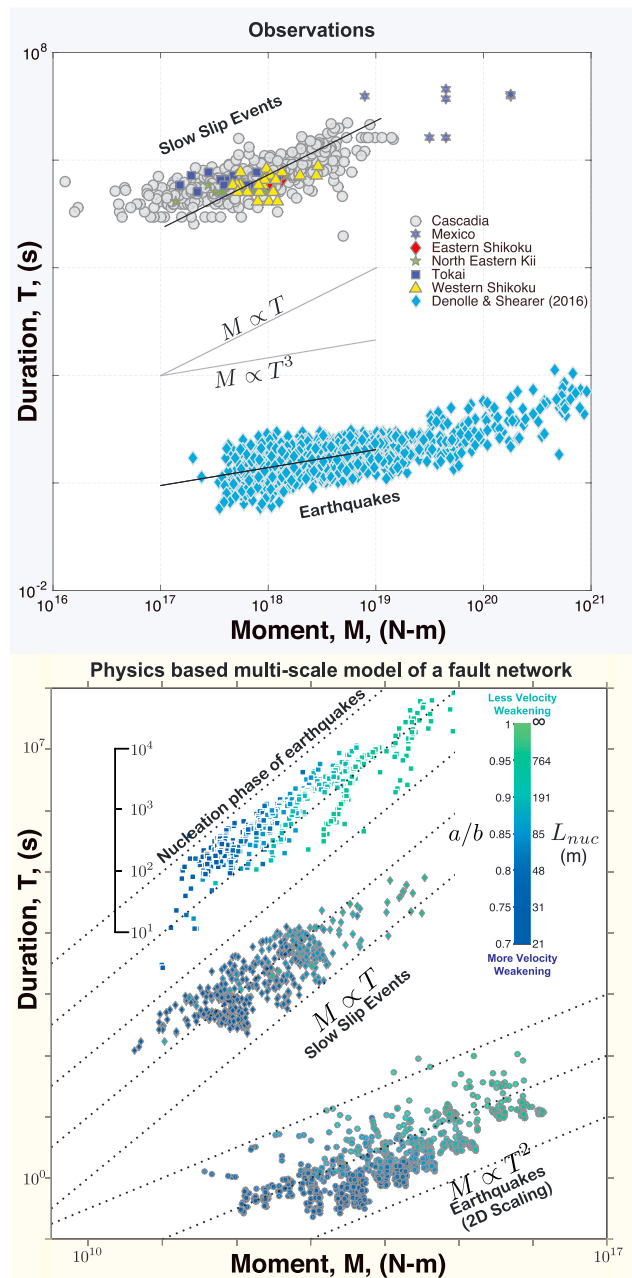 Observations
10^8
Slow Slip Events
Cascadia
Mexico
Eastern Shikoku
North Eastern Kii
Tokai
Western Shikoku
Denolle & Shearer (2016)
M ∝ T
M ∝ T^3
Duration, T, (s)
Earthquakes
10^-2
10^16
10^17
10^18
10^19
10^20
10^21
Moment, M, (N-m)
Physics based multi-scale model of a fault network
Nucleation phase of earthquakes
Less Velocity
Weakening
1 ∞
0.95 764
0.9 191
0.85 85
0.8 48
0.75 31
0.7 21
a/b
L_nuc
(m)
More Velocity
Weakening
10^7
10^4
10^3
10^2
10^1
Duration, T, (s)
M ∝ T
Slow Slip Events
10^0
M ∝ T^2
Earthquakes
(2D Scaling)
10^10
10^17
Moment, M, (N-m)